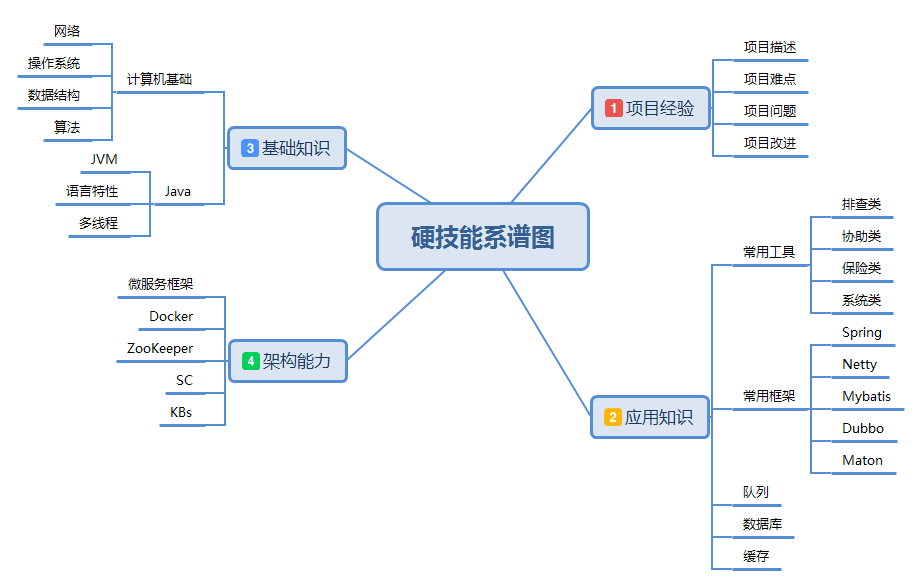 硬技能系谱图
1 项目经验
项目描述
项目难点
项目问题
项目改进
2 应用知识
常用工具
排查类
协助类
保险类
系统类
常用框架
Spring
Netty
Mybatis
Dubbo
Maton
队列
数据库
缓存
3 基础知识
计算机基础
网络
操作系统
数据结构
算法
Java
JVM
语言特性
多线程
4 架构能力
微服务框架
Docker
ZooKeeper
SC
KBs